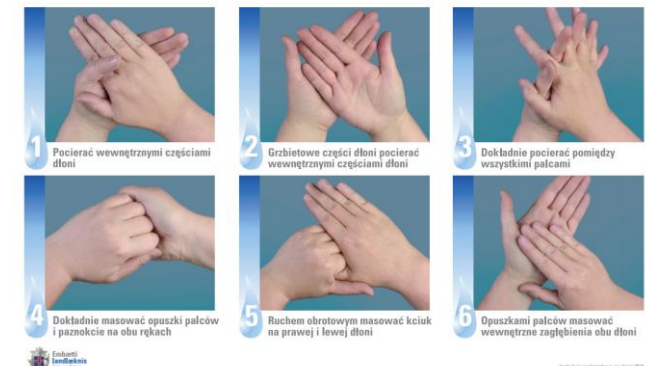 1
Pocierać wewnętrznymi częściami
dłoni
2
Grzbietowe części dłoni pocierać
wewnętrznymi częściami dłoni
3
Dokładnie pocierać pomiędzy
wszystkimi palcami
4
Dokładnie masować opuszki palców
i paznokcie na obu rękach
5
Ruchem obrotowym masować kciuk
na prawej i lewej dłoni
6
Opuszkami palców masować
wewnętrzne zagłębienia obu dłoni
Embætti
landlæknis